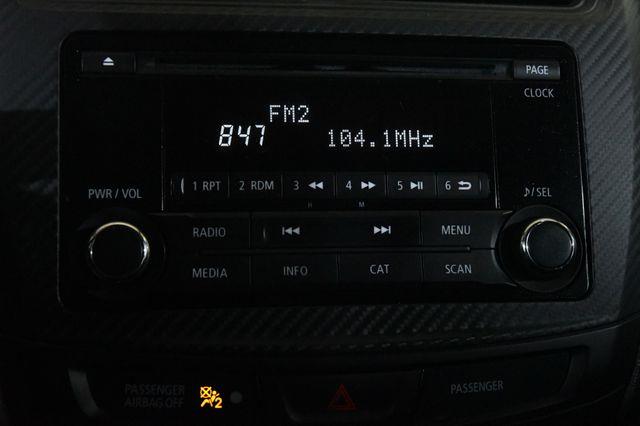 PAGE
CLOCK
FM2
847 104.1MHz
1 RPT 2 RDM 3 4 5 6
H M
PWR / VOL
♪/SEL
RADIO MENU
MEDIA INFO CAT SCAN
PASSENGER
AIRBAG OFF
2
PASSENGER